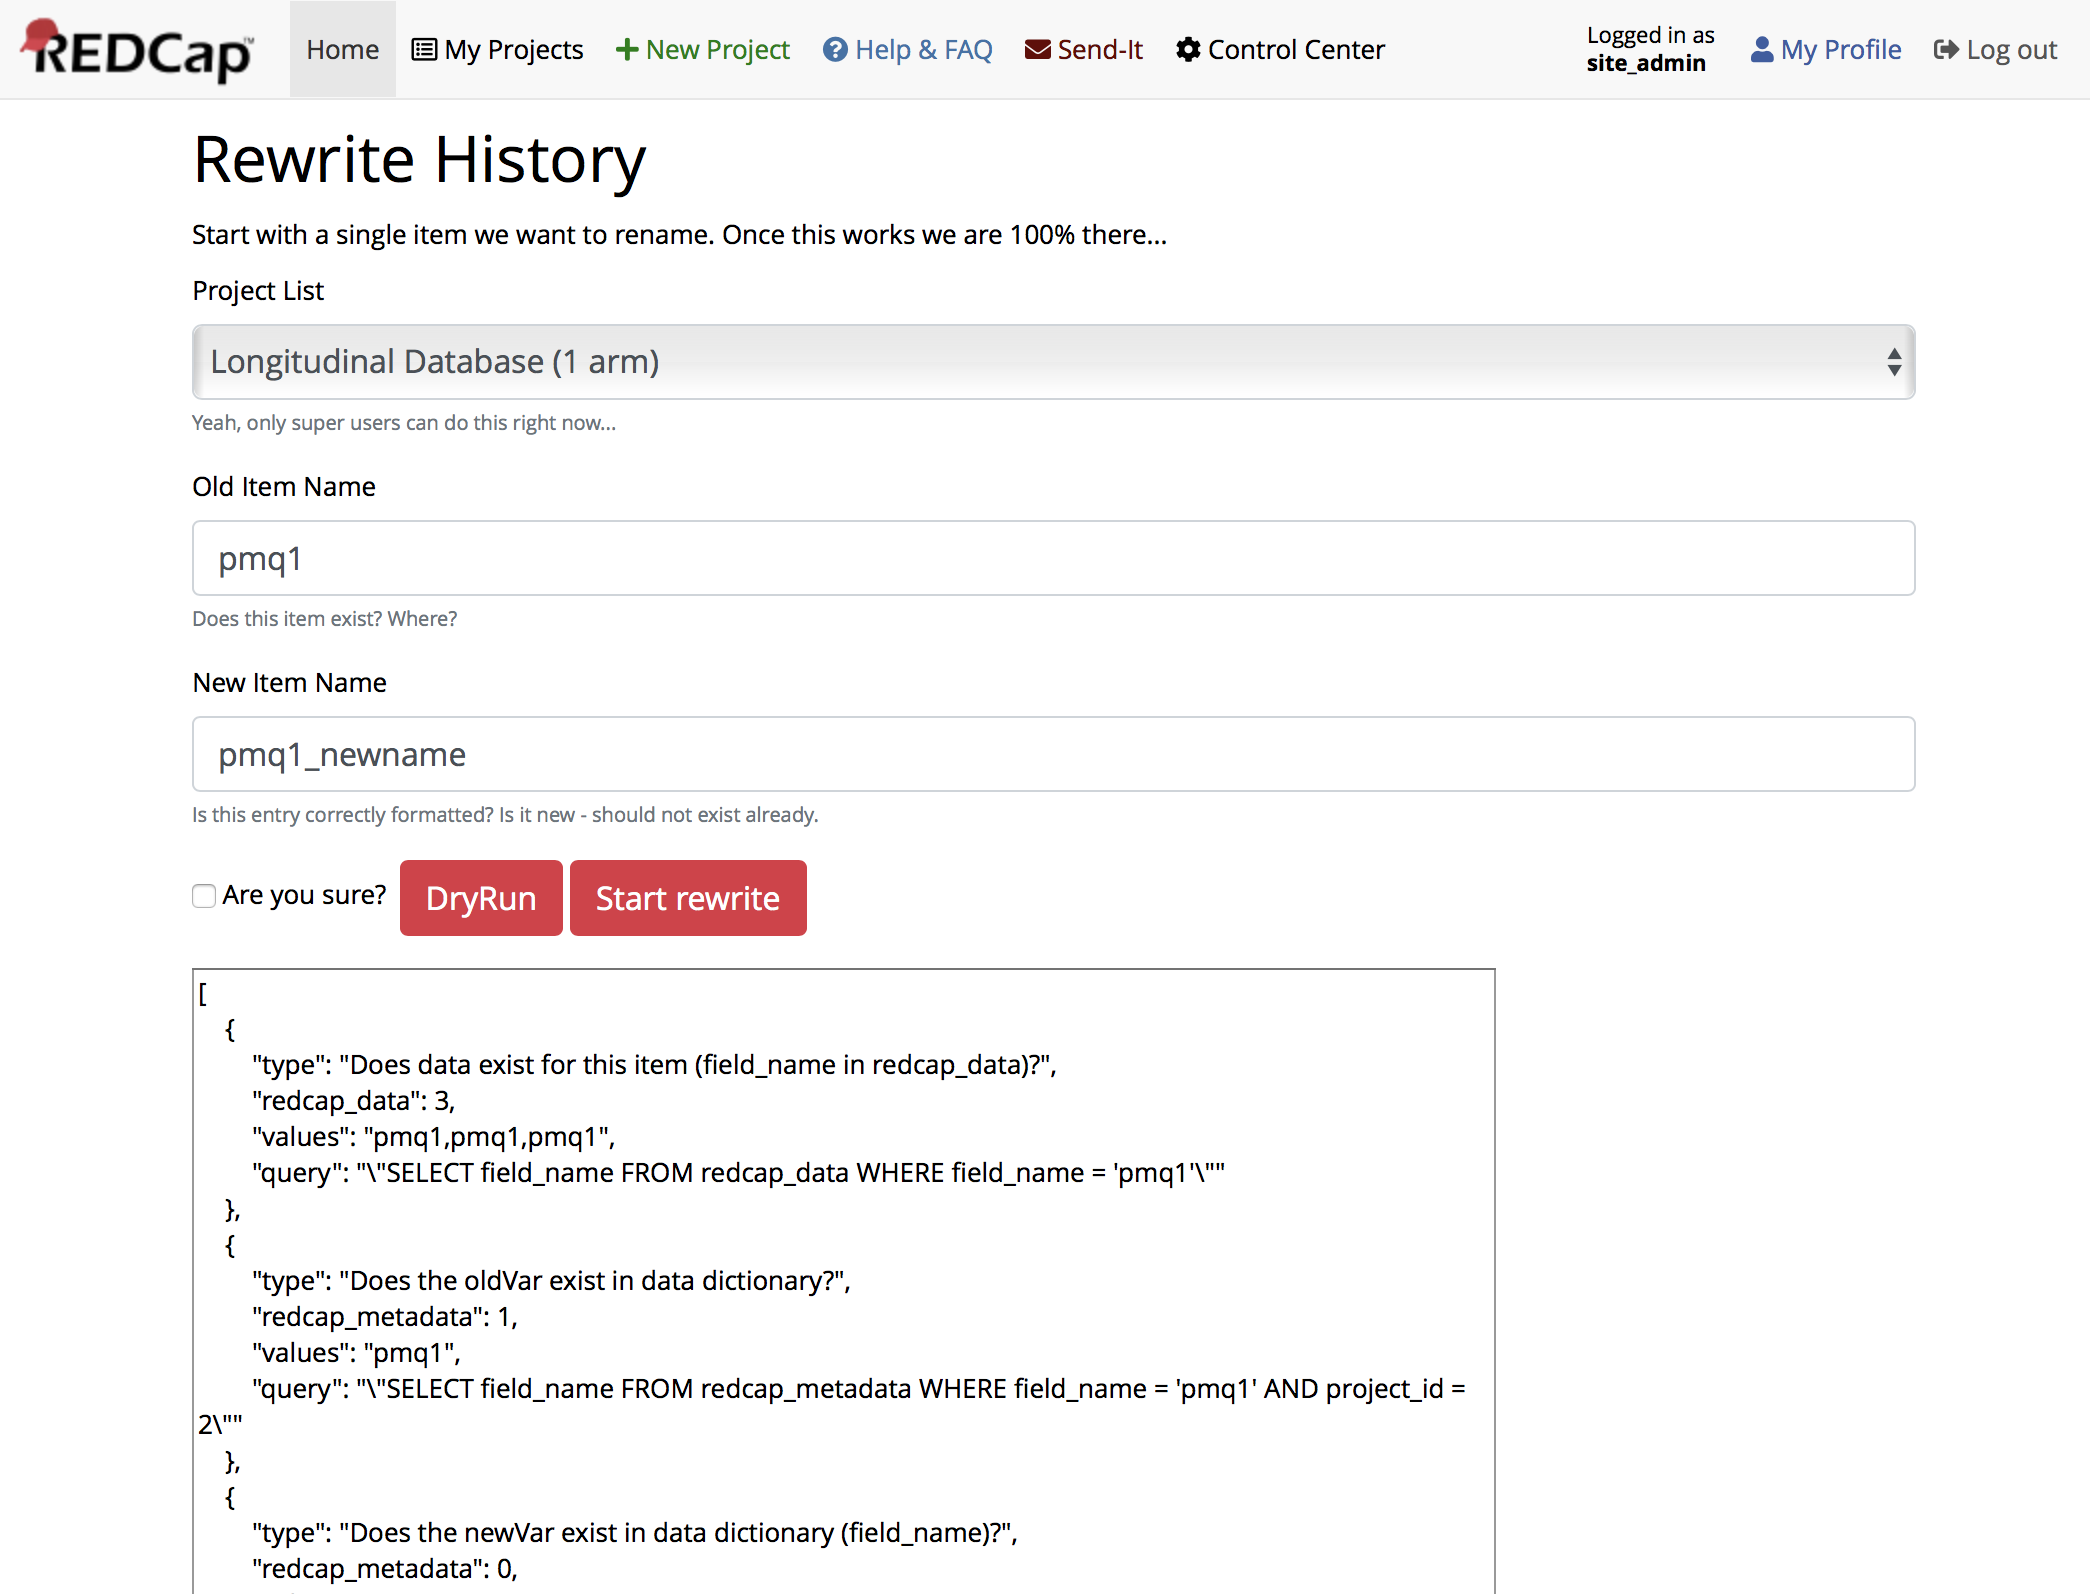 REDCap™ Home My Projects New Project Help & FAQ Send-It Control Center Logged in as site_admin My Profile Log out
Rewrite History
Start with a single item we want to rename. Once this works we are 100% there...
Project List
Longitudinal Database (1 arm)
Yeah, only super users can do this right now...
Old Item Name
pmq1
Does this item exist? Where?
New Item Name
pmq1_newname
Is this entry correctly formatted? Is it new - should not exist already.
Are you sure? DryRun Start rewrite
[
{
"type": "Does data exist for this item (field_name in redcap_data)?",
"redcap_data": 3,
"values": "pmq1,pmq1,pmq1",
"query": "\"SELECT field_name FROM redcap_data WHERE field_name = 'pmq1'\""
},
{
"type": "Does the oldVar exist in data dictionary?",
"redcap_metadata": 1,
"values": "pmq1",
"query": "\"SELECT field_name FROM redcap_metadata WHERE field_name = 'pmq1' AND project_id =
2\""
},
{
"type": "Does the newVar exist in data dictionary (field_name)?",
"redcap_metadata": 0,